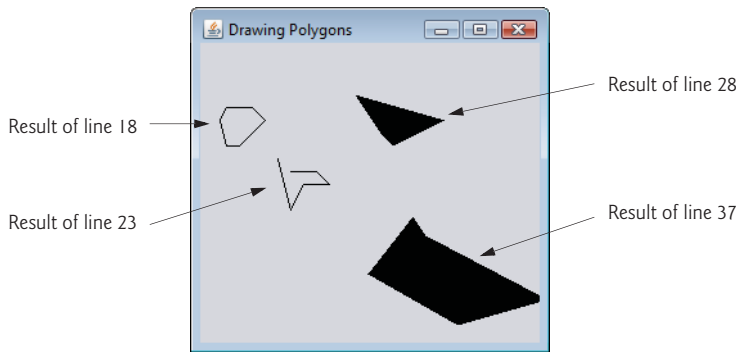 Drawing Polygons
Result of line 28
Result of line 18
Result of line 23
Result of line 37